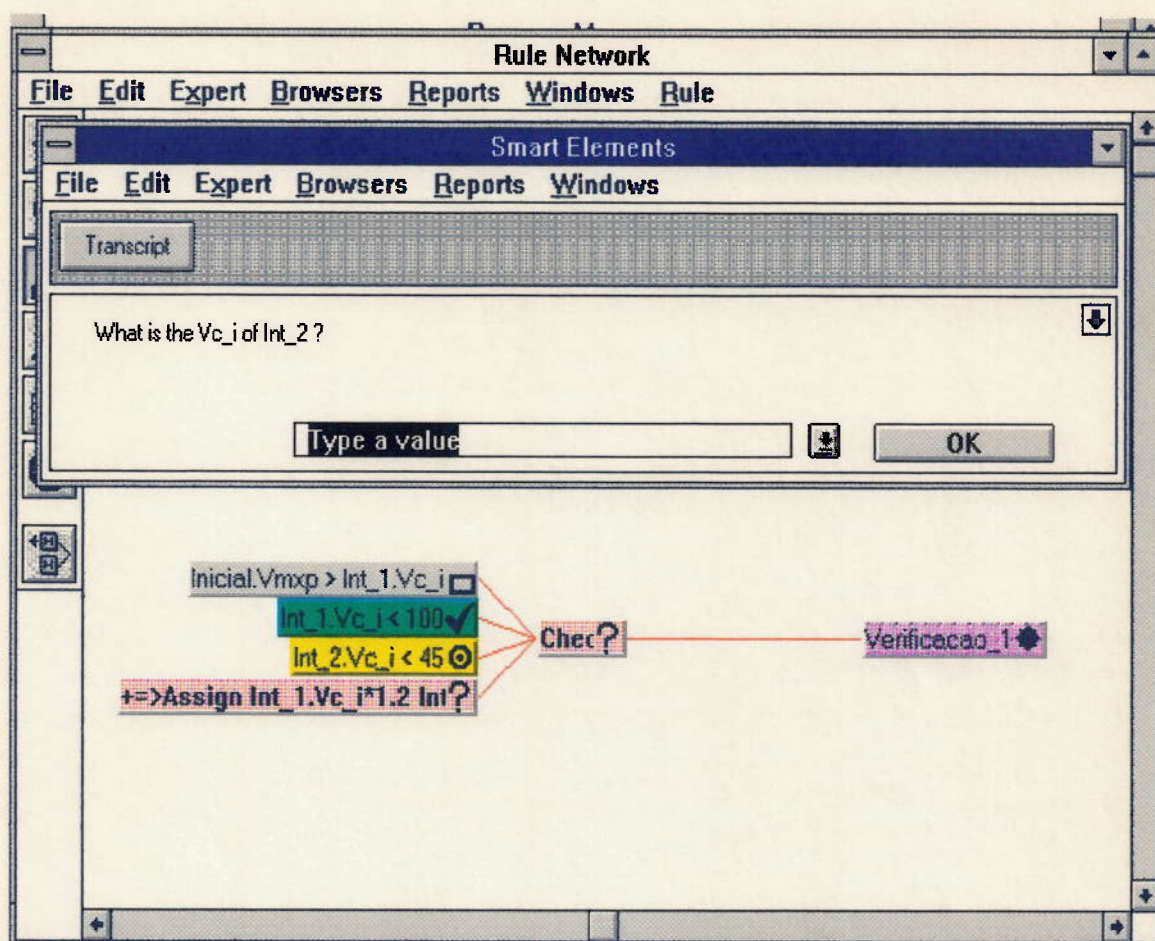 Rule Network
File Edit Expert Browsers Reports Windows Rule
Smart Elements
File Edit Expert Browsers Reports Windows
Transcript
What is the Vc_i of Int_2 ?
Type a value
OK
Inicial.Vmxp > Int_1.Vc_i
Int_1.Vc_i < 100
Int_2.Vc_i < 45
+=>Assign Int_1.Vc_i*1.2 Int?
Chec?
Verificacao_1